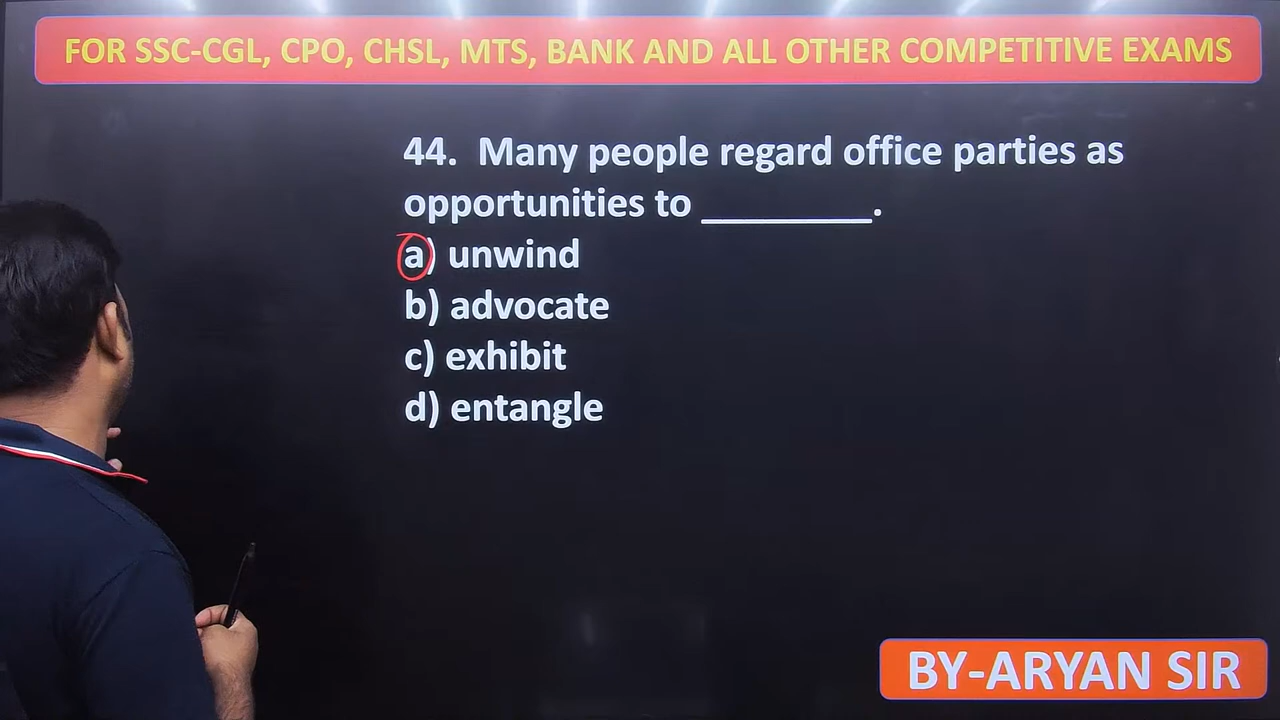 FOR SSC-CGL, CPO, CHSL, MTS, BANK AND ALL OTHER COMPETITIVE EXAMS
44. Many people regard office parties as
opportunities to ________.
a) unwind
b) advocate
c) exhibit
d) entangle
BY-ARYAN SIR